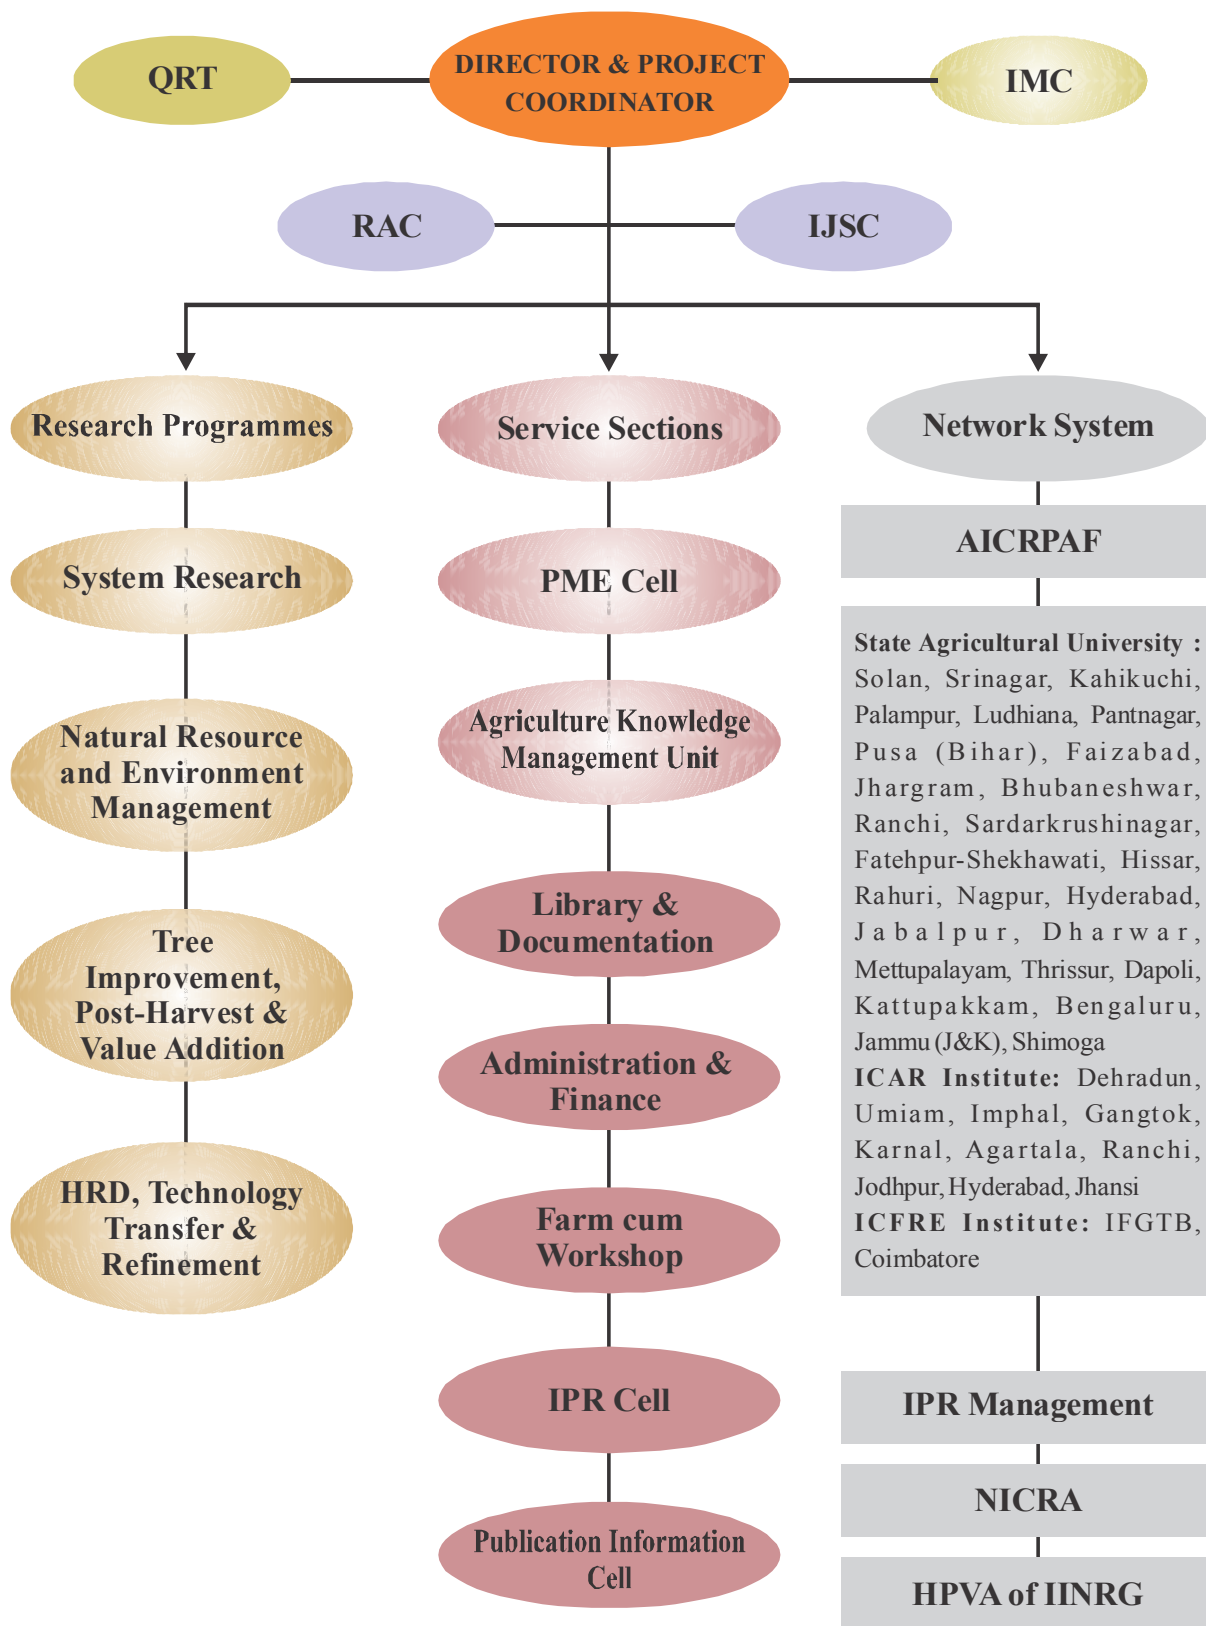 QRT
DIRECTOR & PROJECT
COORDINATOR
IMC
RAC
IJSC
Research Programmes
System Research
Natural Resource
and Environment
Management
Tree
Improvement,
Post-Harvest &
Value Addition
HRD, Technology
Transfer &
Refinement
Service Sections
PME Cell
Agriculture Knowledge
Management Unit
Library &
Documentation
Administration &
Finance
Farm cum
Workshop
IPR Cell
Publication Information
Cell
Network System
AICRPAF
State Agricultural University :
Solan, Srinagar, Kahikuchi,
Palampur, Ludhiana, Pantnagar,
Pusa (Bihar), Faizabad,
Jhargram, Bhubaneshwar,
Ranchi, Sardarkrushinagar,
Fatehpur-Shekhawati, Hissar,
Rahuri, Nagpur, Hyderabad,
Jabalpur, Dharwar,
Mettupalayam, Thrissur, Dapoli,
Kattupakkam, Bengaluru,
Jammu (J&K), Shimoga
ICAR Institute: Dehradun,
Umiam, Imphal, Gangtok,
Karnal, Agartala, Ranchi,
Jodhpur, Hyderabad, Jhansi
ICFRE Institute: IFGTB,
Coimbatore
IPR Management
NICRA
HPVA of IINRG